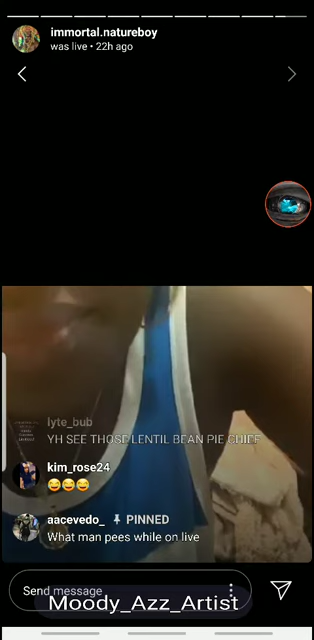 immortal.natureboy
was live • 22h ago
lyte_bub
YH SEE THOSE LENTIL BEAN PIE CHIEF
kim_rose24
😂😂😂
aacevedo_ PINNED
What man pees while on live
Send message
Moody_Azz_Artist